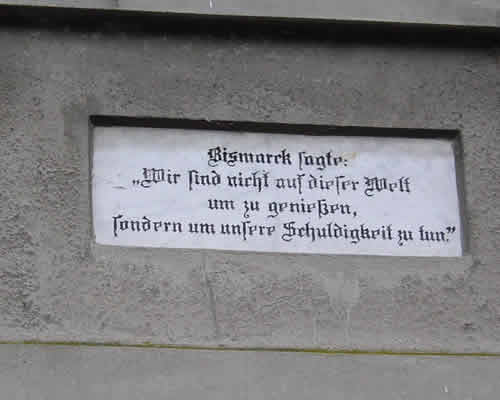 Bismarck sagte:
„Wir sind nicht auf dieser Welt
um zu genießen,
sondern um unsere Schuldigkeit zu tun."